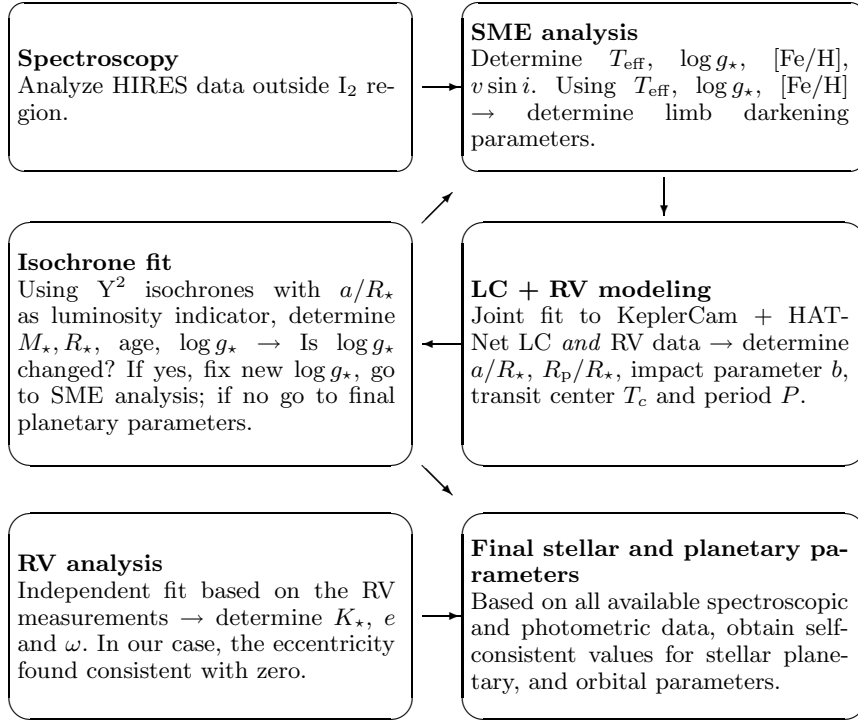 Spectroscopy
Analyze HIRES data outside I₂ re-
gion.
SME analysis
Determine T_eff, log g⋆, [Fe/H],
v sin i. Using T_eff, log g⋆, [Fe/H]
→ determine limb darkening
parameters.
Isochrone fit
Using Y² isochrones with a/R⋆
as luminosity indicator, determine
M⋆, R⋆, age, log g⋆ → Is log g⋆
changed? If yes, fix new log g⋆, go
to SME analysis; if no go to final
planetary parameters.
LC + RV modeling
Joint fit to KeplerCam + HAT-
Net LC and RV data → determine
a/R⋆, R_p/R⋆, impact parameter b,
transit center T_c and period P.
RV analysis
Independent fit based on the RV
measurements → determine K⋆, e
and ω. In our case, the eccentricity
found consistent with zero.
Final stellar and planetary pa-
rameters
Based on all available spectroscopic
and photometric data, obtain self-
consistent values for stellar plane-
tary, and orbital parameters.